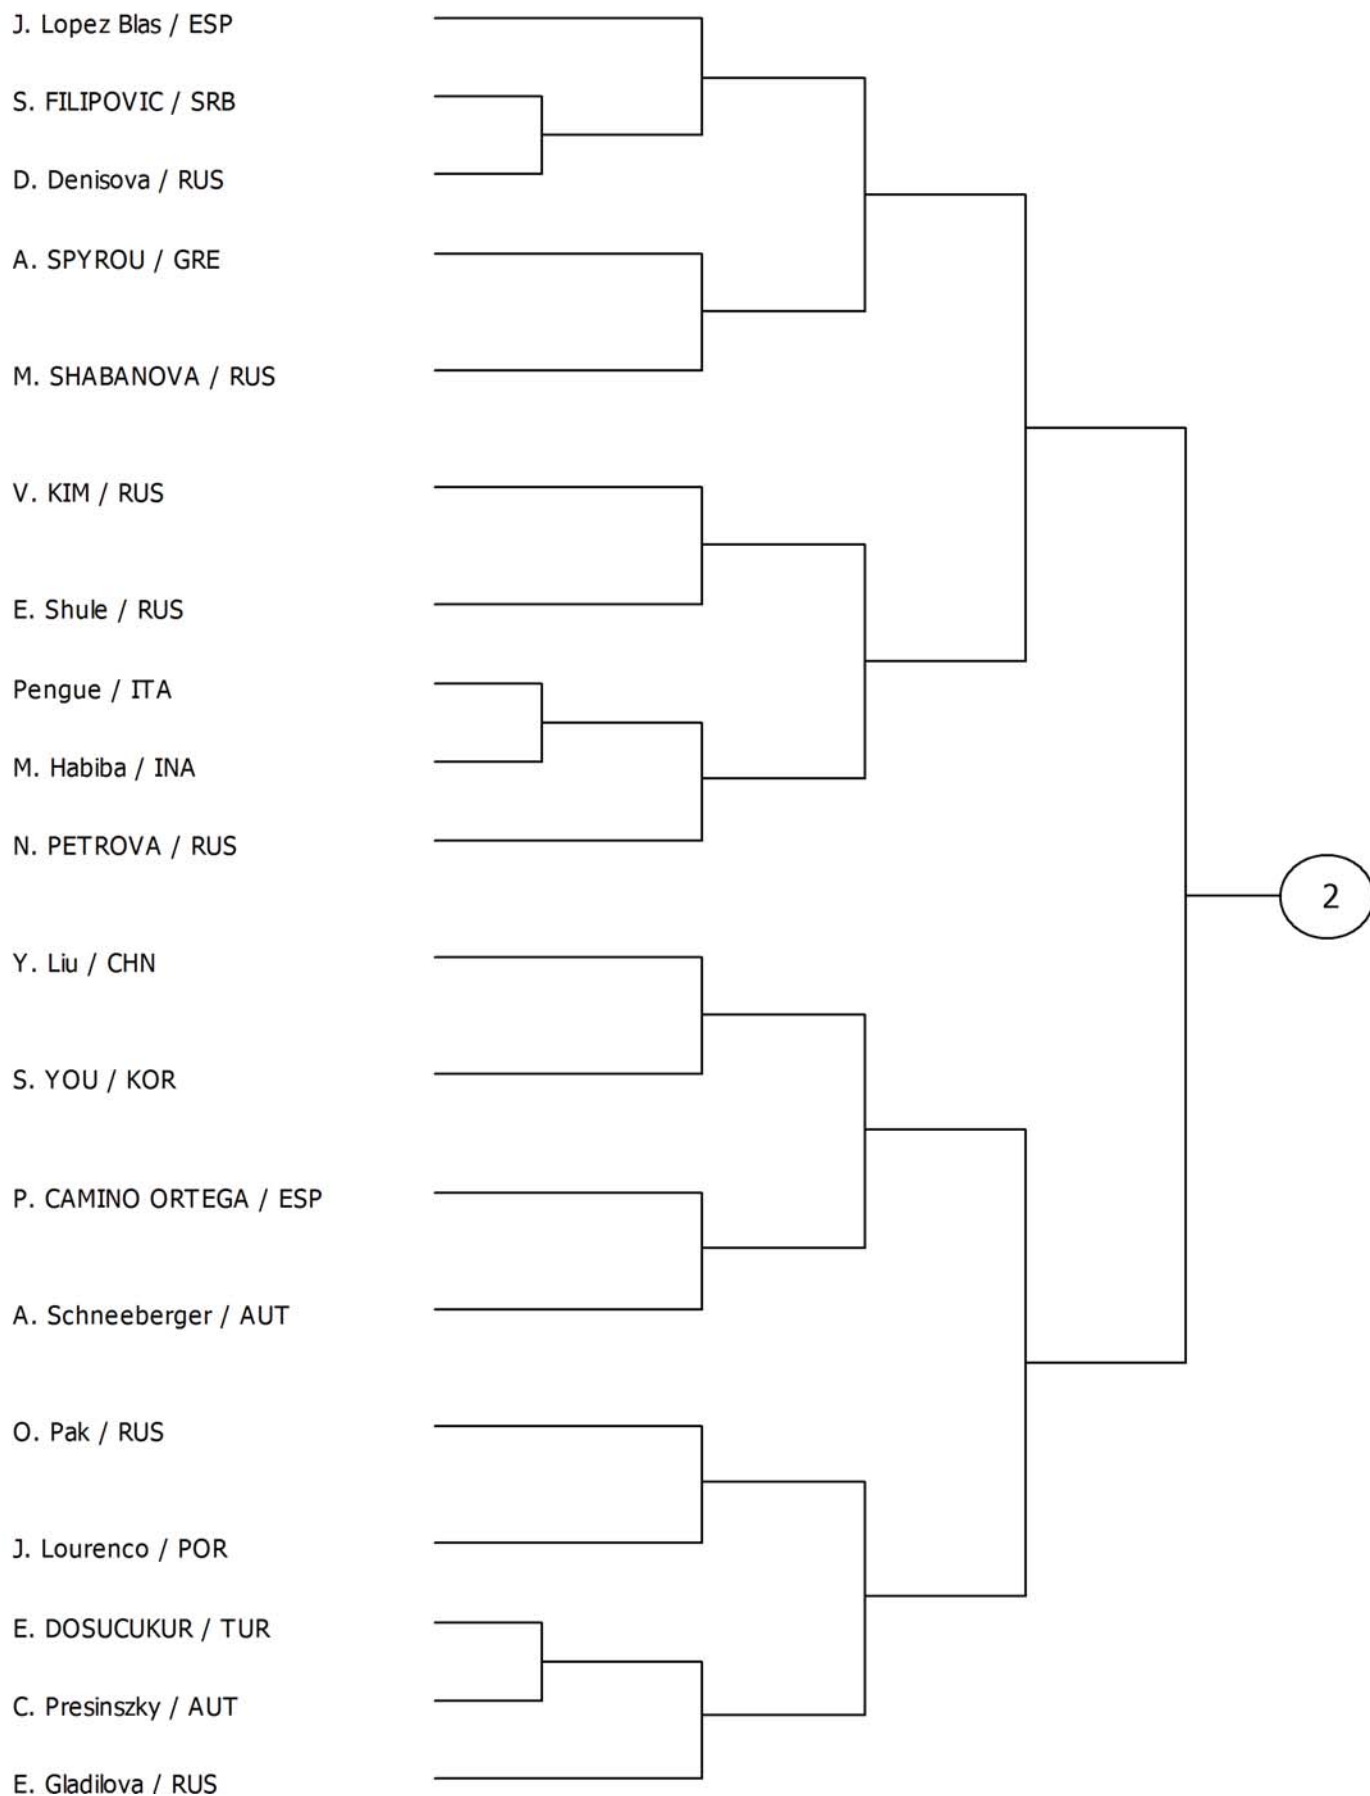 J. Lopez Blas / ESP
S. FILIPOVIC / SRB
D. Denisova / RUS
A. SPYROU / GRE
M. SHABANOVA / RUS
V. KIM / RUS
E. Shule / RUS
Pengue / ITA
M. Habiba / INA
N. PETROVA / RUS
2
Y. Liu / CHN
S. YOU / KOR
P. CAMINO ORTEGA / ESP
A. Schneeberger / AUT
O. Pak / RUS
J. Lourenco / POR
E. DOSUCUKUR / TUR
C. Presinszky / AUT
E. Gladilova / RUS